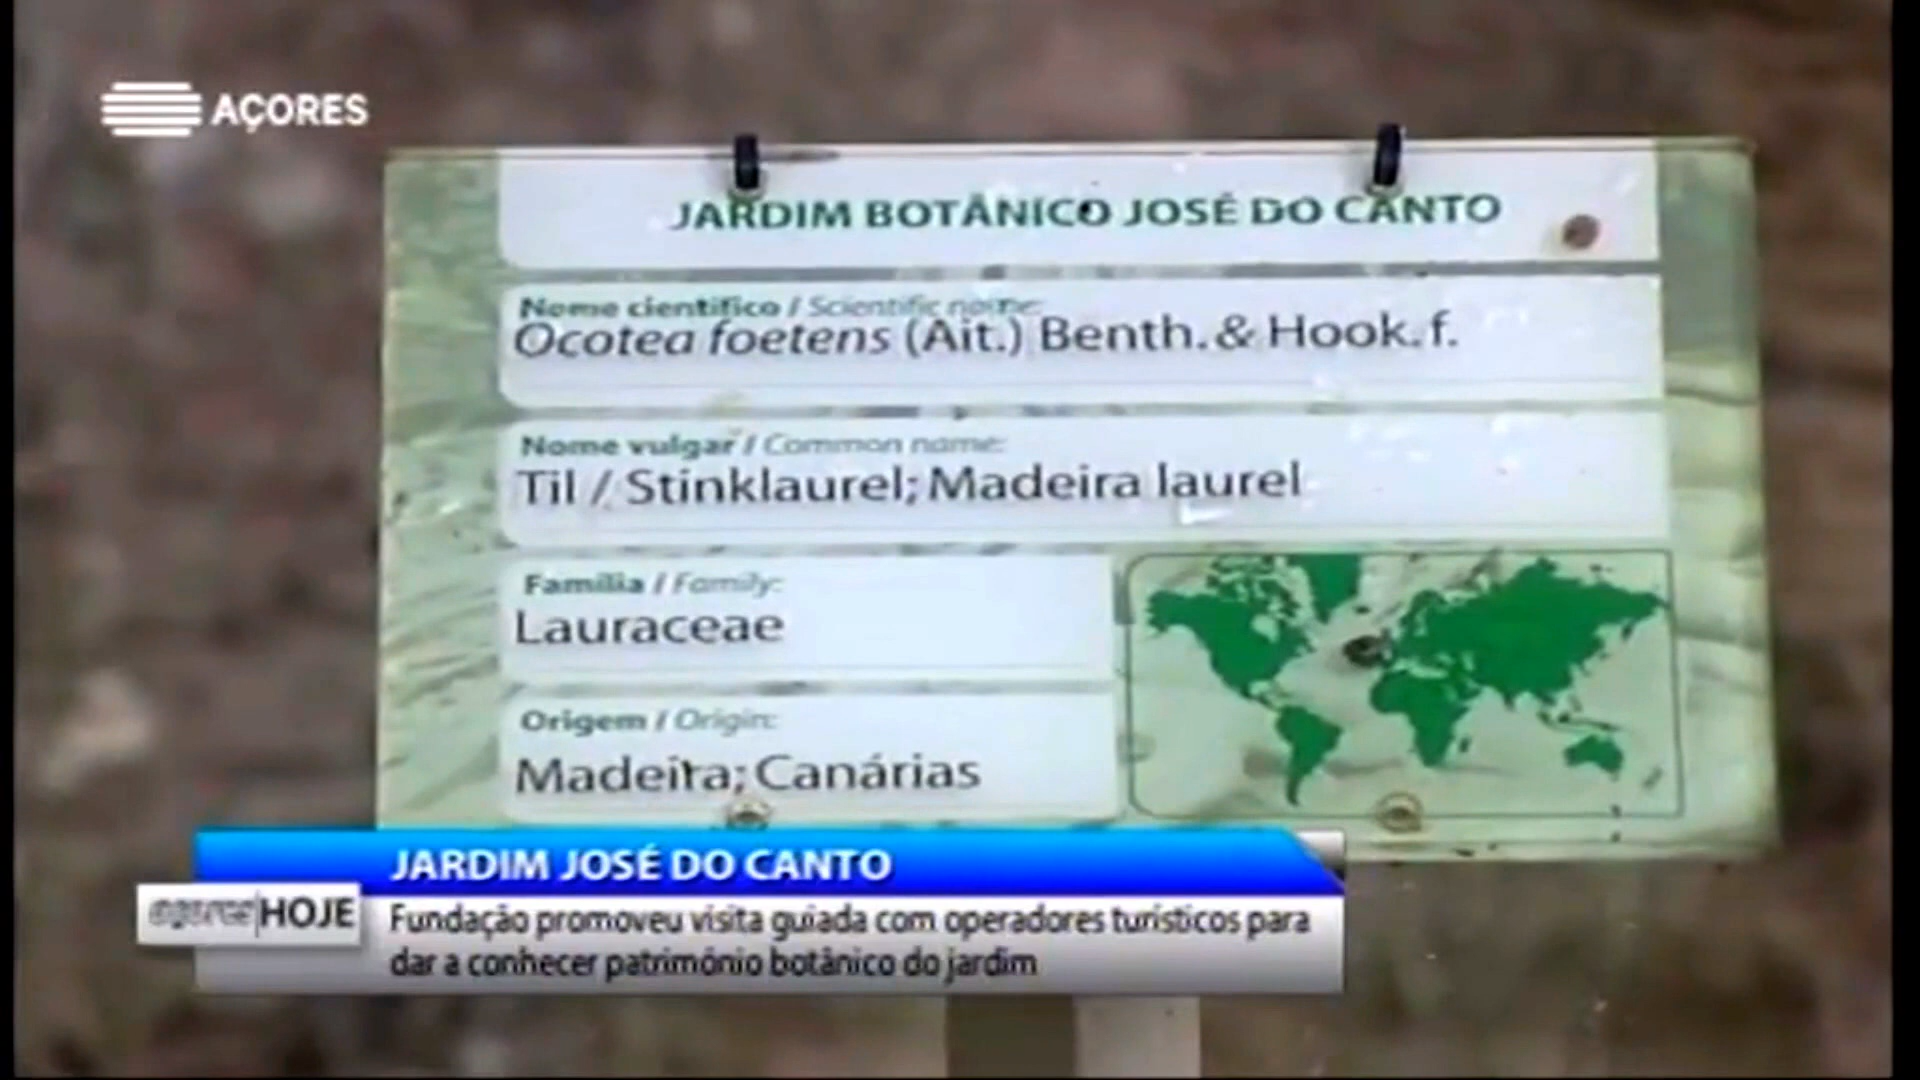 AÇORES
JARDIM BOTÂNICO JOSÉ DO CANTO
Nome científico / Scientific name:
Ocotea foetens (Ait.) Benth. & Hook. f.
Nome vulgar / Common name:
Til / Stinklaurel; Madeira laurel
Família / Family:
Lauraceae
Origem / Origin:
Madeira; Canárias
JARDIM JOSÉ DO CANTO
HOJE
Fundação promoveu visita guiada com operadores turísticos para
dar a conhecer património botânico do jardim